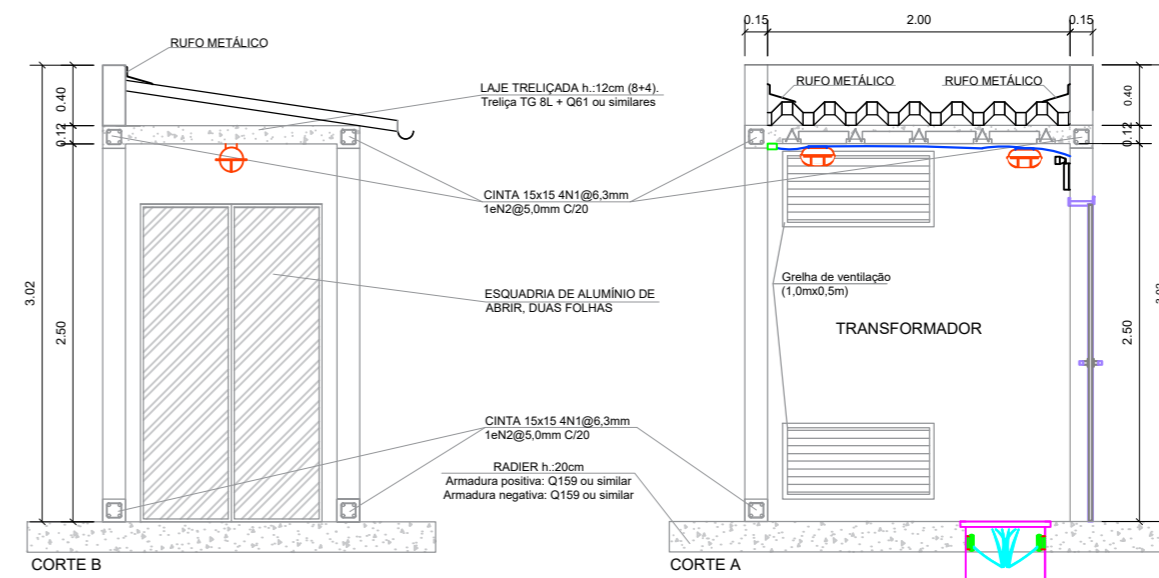 RUFO METÁLICO
3.02
0.40
0.12
2.50
LAJE TRELIÇADA h.:12cm (8+4).
Treliça TG 8L + Q61 ou similares
CINTA 15x15 4N1@6,3mm
1eN2@5,0mm C/20
ESQUADRIA DE ALUMÍNIO DE
ABRIR, DUAS FOLHAS
CINTA 15x15 4N1@6,3mm
1eN2@5,0mm C/20
RADIER h.:20cm
Armadura positiva: Q159 ou similar
Armadura negativa: Q159 ou similar
CORTE B
0.15
2.00
0.15
RUFO METÁLICO
RUFO METÁLICO
0.40
0.12
Grelha de ventilação
(1,0mx0,5m)
TRANSFORMADOR
2.50
CORTE A